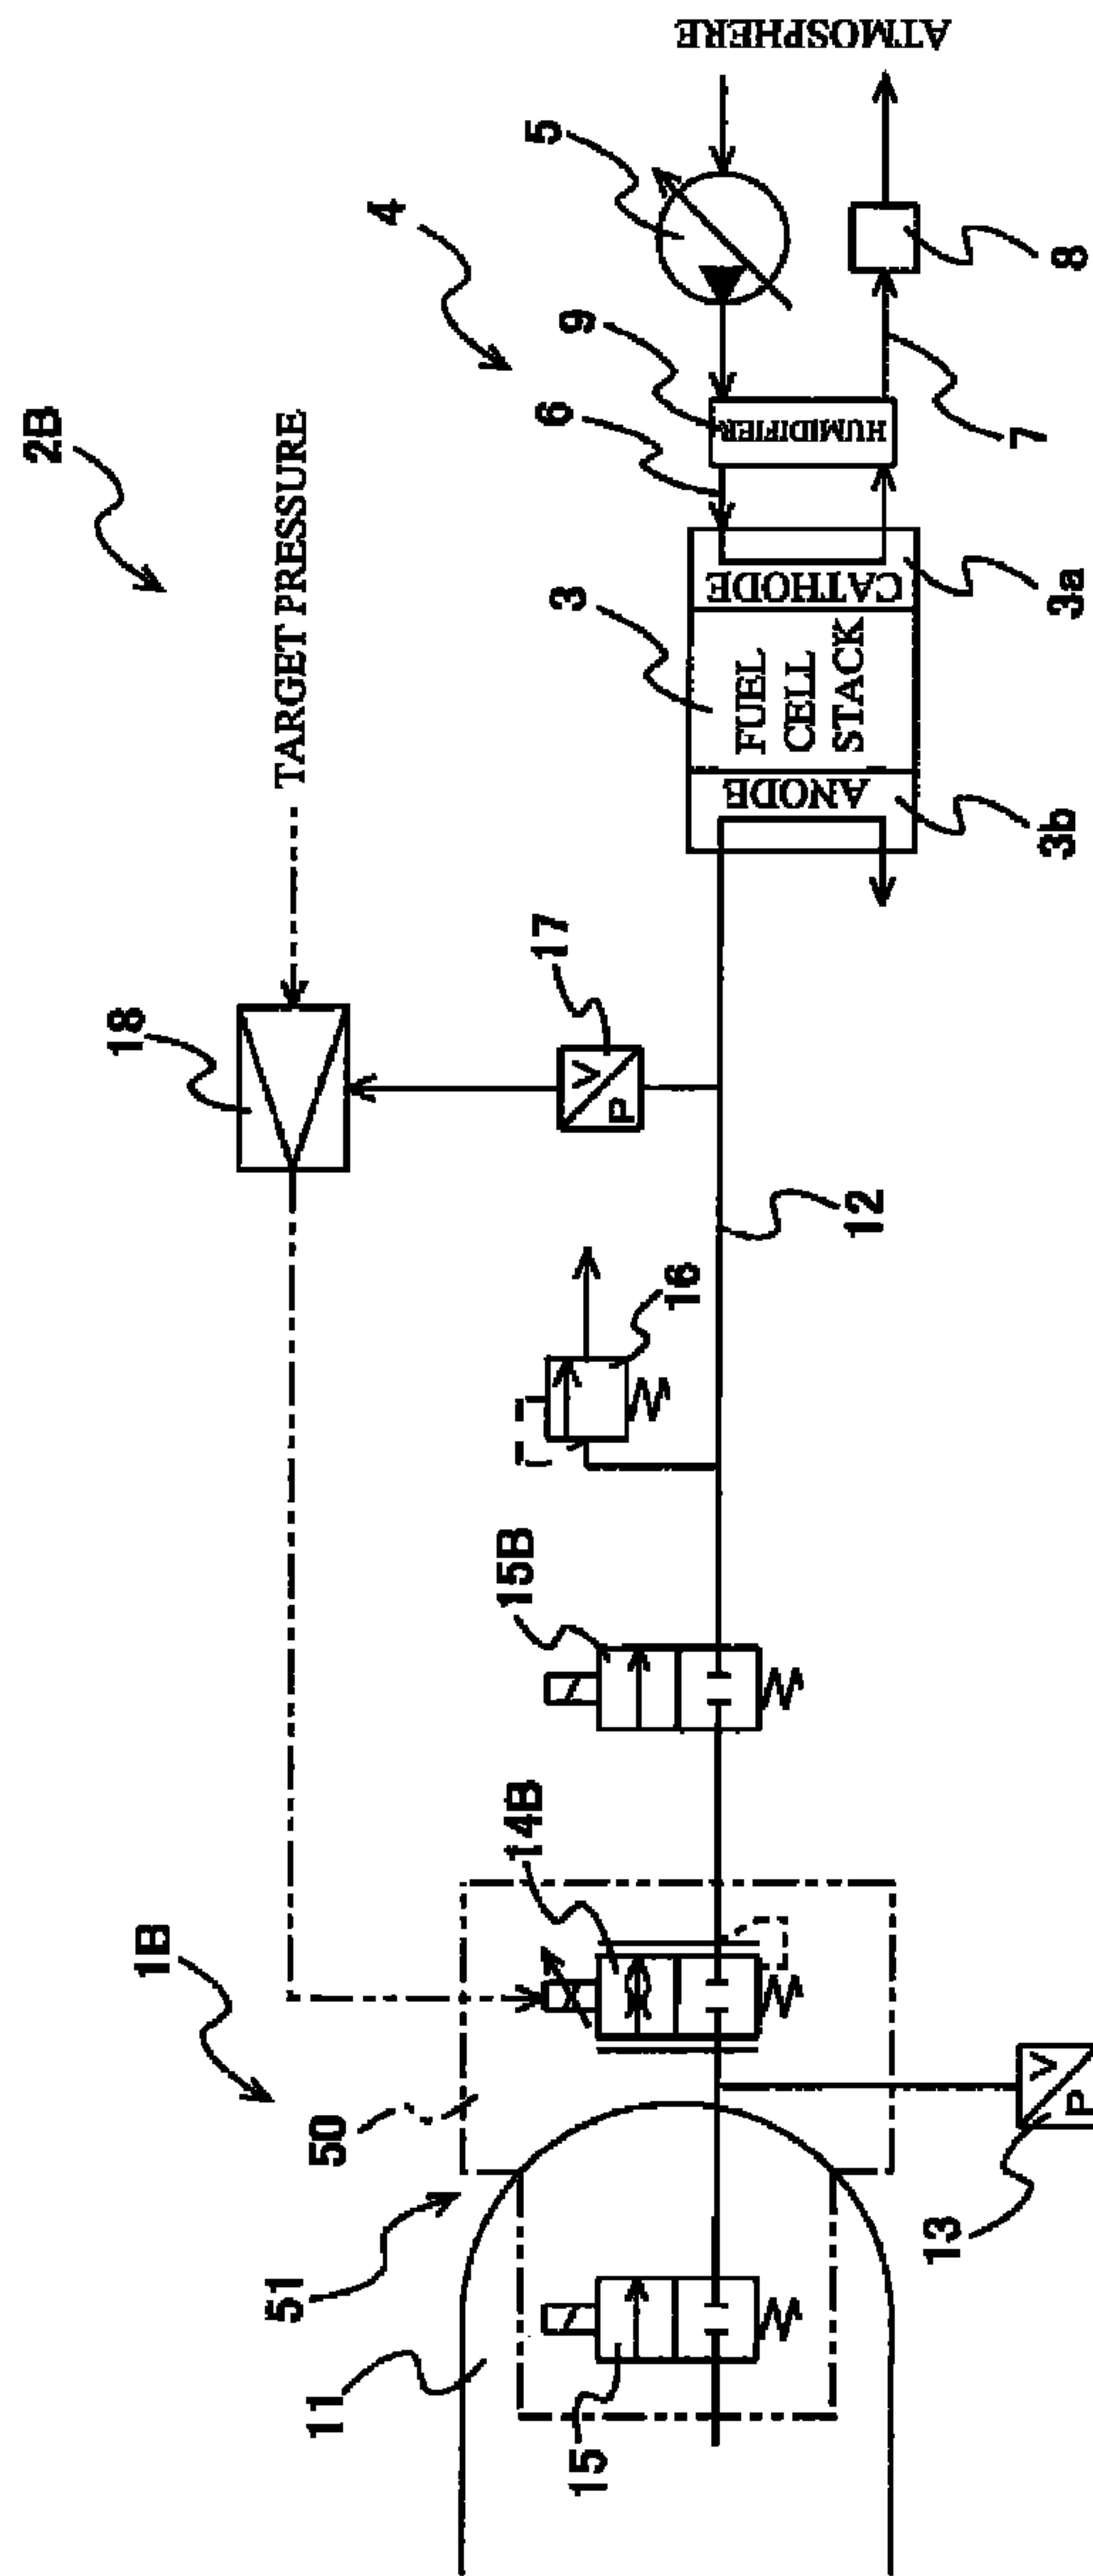 2B
TARGET PRESSURE
4
5
ATMOSPHERE
18
17
9
6
HUMIDIFIER
3
CATHODE
FUEL
CELL
STACK
ANODE
8
7
3a
3b
1B
14B
15B
16
12
50
51
11
15
13
V
P
V
P